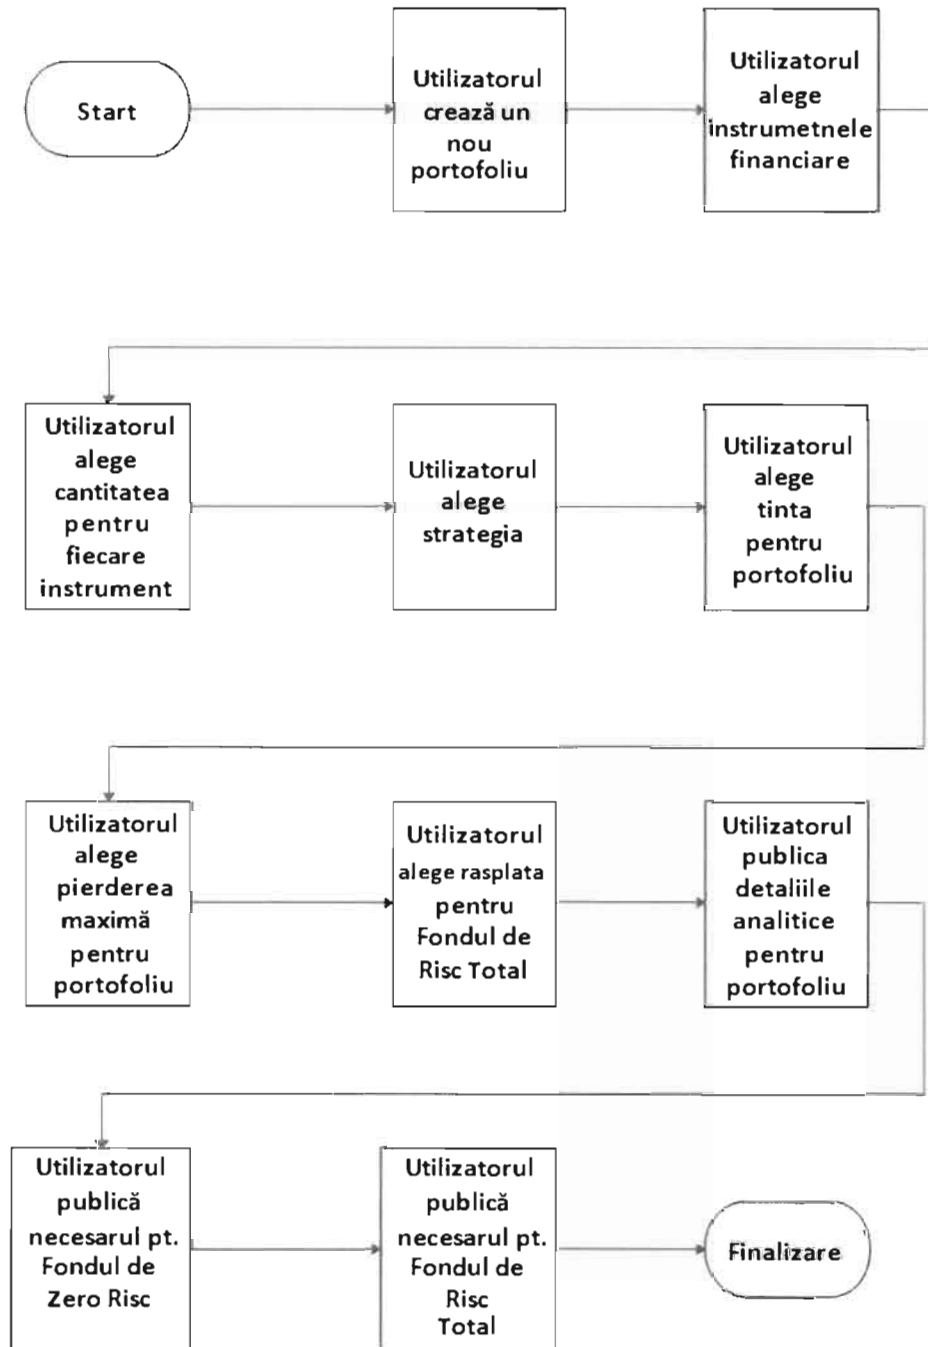 Start
Utilizatorul
crează un
nou
portofoliu
Utilizatorul
alege
instrumetnele
financiare
Utilizatorul
alege
cantitatea
pentru
fiecare
instrument
Utilizatorul
alege
strategia
Utilizatorul
alege
tinta
pentru
portofoliu
Utilizatorul
alege
pierderea
maximă
pentru
portofoliu
Utilizatorul
alege rasplata
pentru
Fondul de
Risc Total
Utilizatorul
publica
detaliile
analitice
pentru
portofoliu
Utilizatorul
publică
necesarul pt.
Fondul de
Zero Risc
Utilizatorul
publică
necesarul pt.
Fondul de
Risc
Total
Finalizare